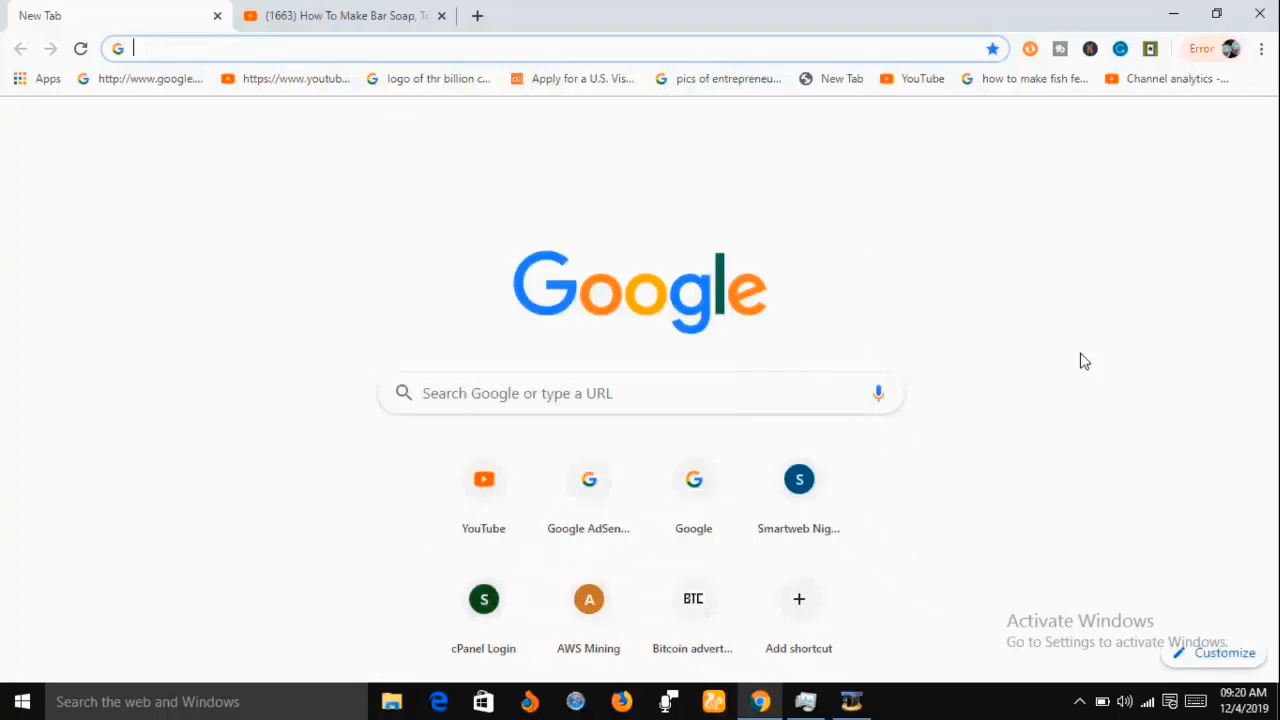 New Tab
(1663) How To Make Bar Soap, To
Error
Apps
http://www.google....
https://www.youtub...
logo of thr billion c...
Apply for a U.S. Vis...
pics of entrepreneu...
New Tab
YouTube
how to make fish fe...
Channel analytics -...
Google
Search Google or type a URL
S
YouTube
Google AdSen...
Google
Smartweb Nig...
S
A
BTC
+
cPanel Login
AWS Mining
Bitcoin advert...
Add shortcut
Activate Windows
Go to Settings to activate Windows.
Customize
Search the web and Windows
09:20 AM
12/4/2019